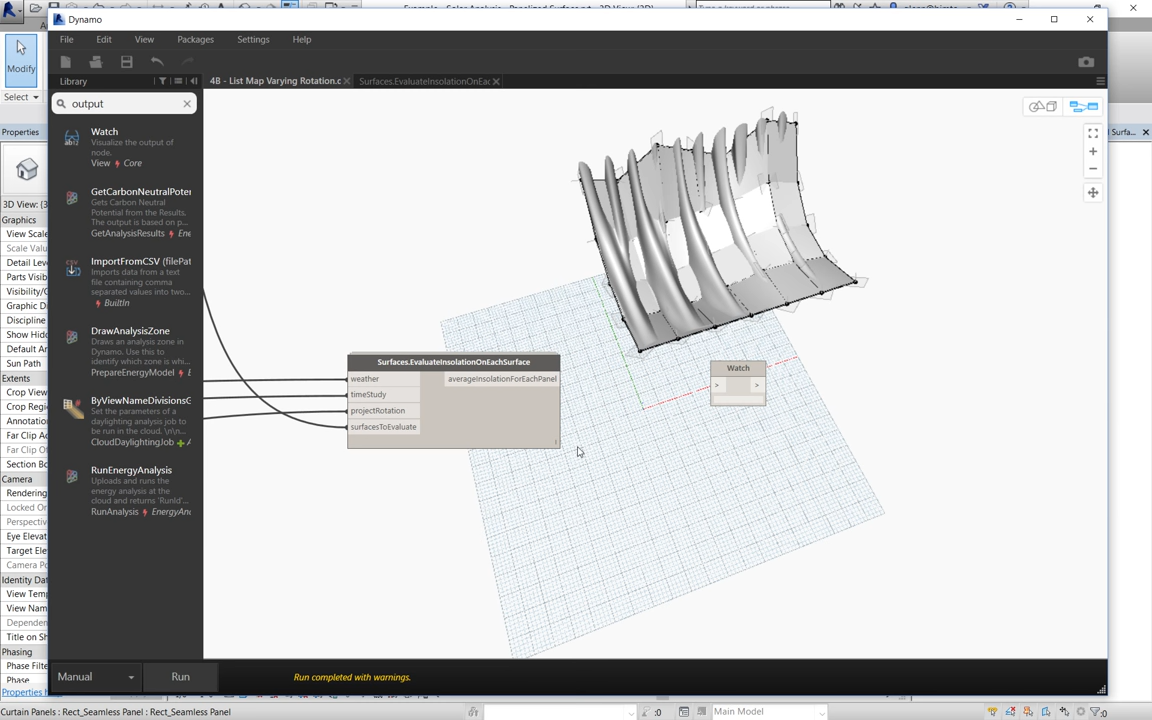 Dynamo
File Edit View Packages Settings Help
Modify
Library
4B - List Map Varying Rotation.c
Surfaces.EvaluateInsolationOnEac
Select
output
Properties
Watch
Visualize the output of
node.
View Core
3D View: {3
Graphics
View Scale
Scale Valu
Detail Leve
Parts Visib
Visibility/
Graphic Di
Discipline
Show Hidd
Default Ar
Sun Path
Extents
Crop View
Crop Regi
Annotation
Far Clip A
Far Clip O
Section Bo
Camera
Rendering
Locked Or
Perspectiv
Eye Elevat
Target Ele
Camera Po
Identity Dat
View Temp
View Nam
Dependen
Title on Sh
Phasing
Phase Filte
Phase
Properties h
GetCarbonNeutralPoter
Gets Carbon Neutral
Potential from the Results.
The output is based on p...
GetAnalysisResults Ene
ImportFromCSV (filePat
Imports data from a text
file containing comma
separated values into two...
BuiltIn
DrawAnalysisZone
Draws an analysis zone in
Dynamo. Use this to
identify which zone is whi...
PrepareEnergyModel
ByViewNameDivisionsG
Set the parameters of a
daylighting analysis job to
be run in the cloud. \n\n...
CloudDaylightingJob
RunEnergyAnalysis
Uploads and runs the
energy analysis at the
cloud and returns 'RunId'...
RunAnalysis EnergyAn
Surfaces.EvaluateInsolationOnEachSurface
weather
averageInsolationForEachPanel
timeStudy
projectRotation
surfacesToEvaluate
Watch
> >
Manual
Run
Run completed with warnings.
Curtain Panels : Rect_Seamless Panel : Rect_Seamless Panel
:0
Main Model
:0